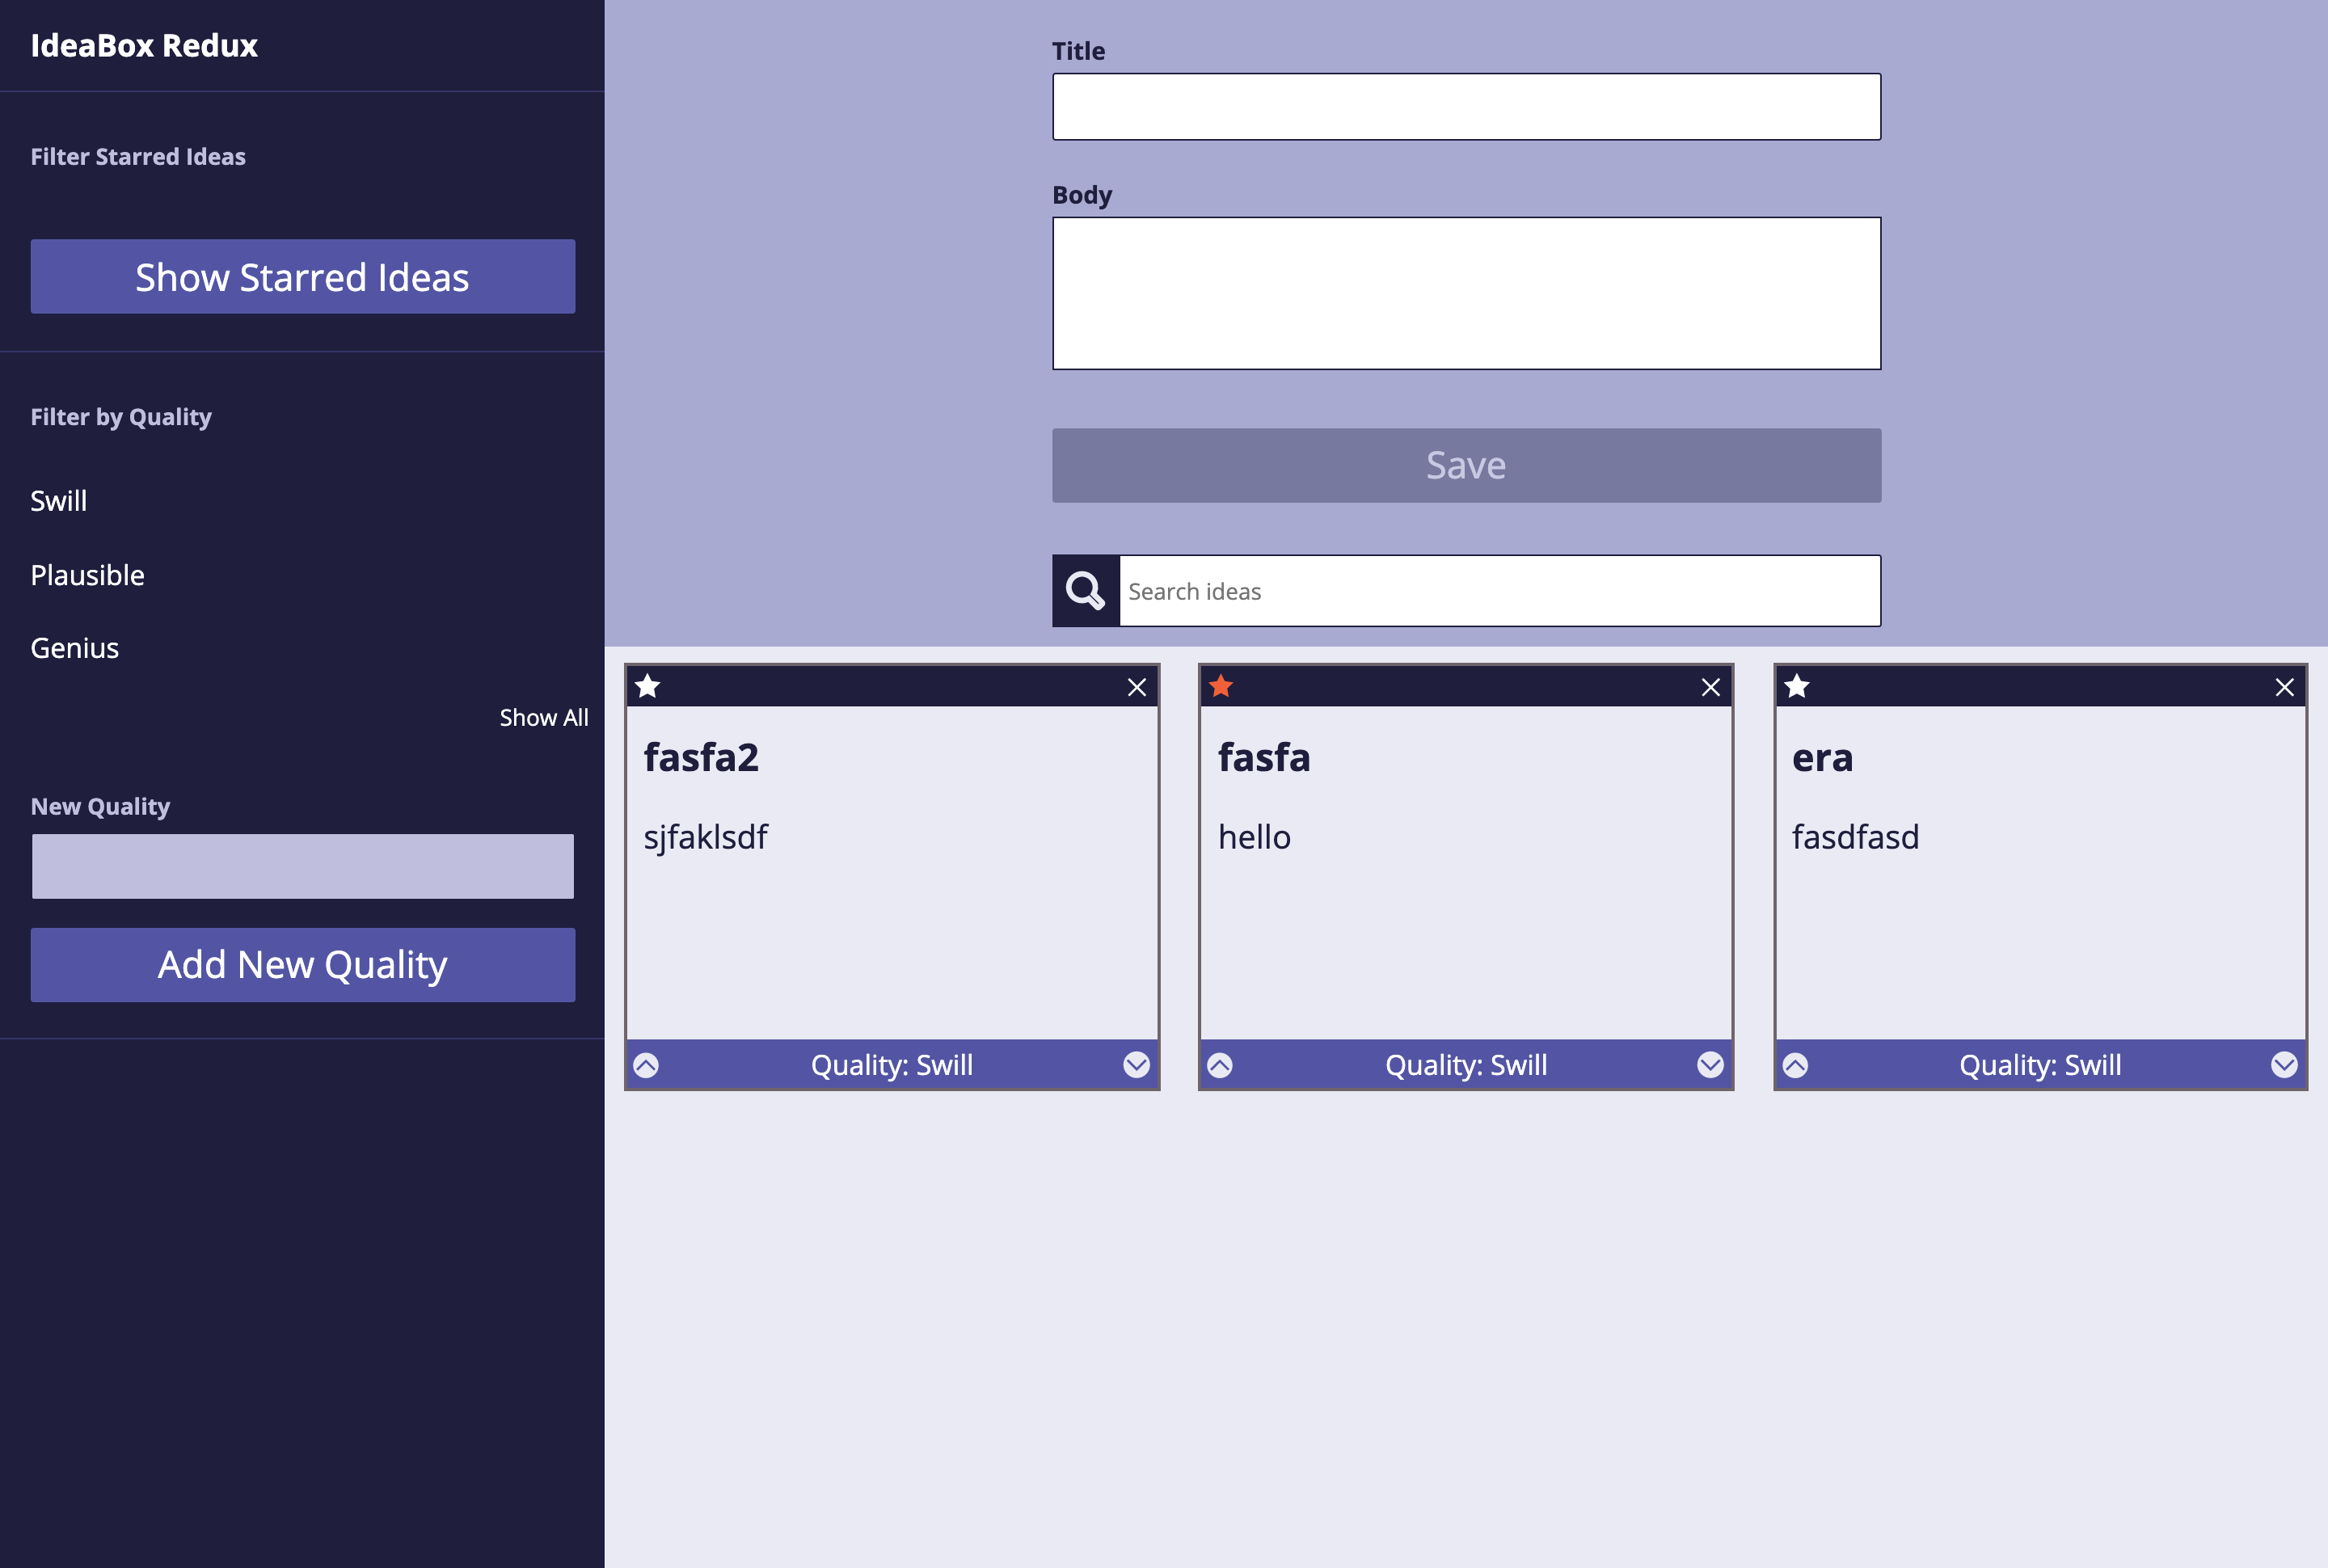 IdeaBox Redux
Filter Starred Ideas
Show Starred Ideas
Filter by Quality
Swill
Plausible
Genius
Show All
New Quality
Add New Quality
Title
Body
Save
Search ideas
fasfa2
sjfaklsdf
Quality: Swill
fasfa
hello
Quality: Swill
era
fasdfasd
Quality: Swill